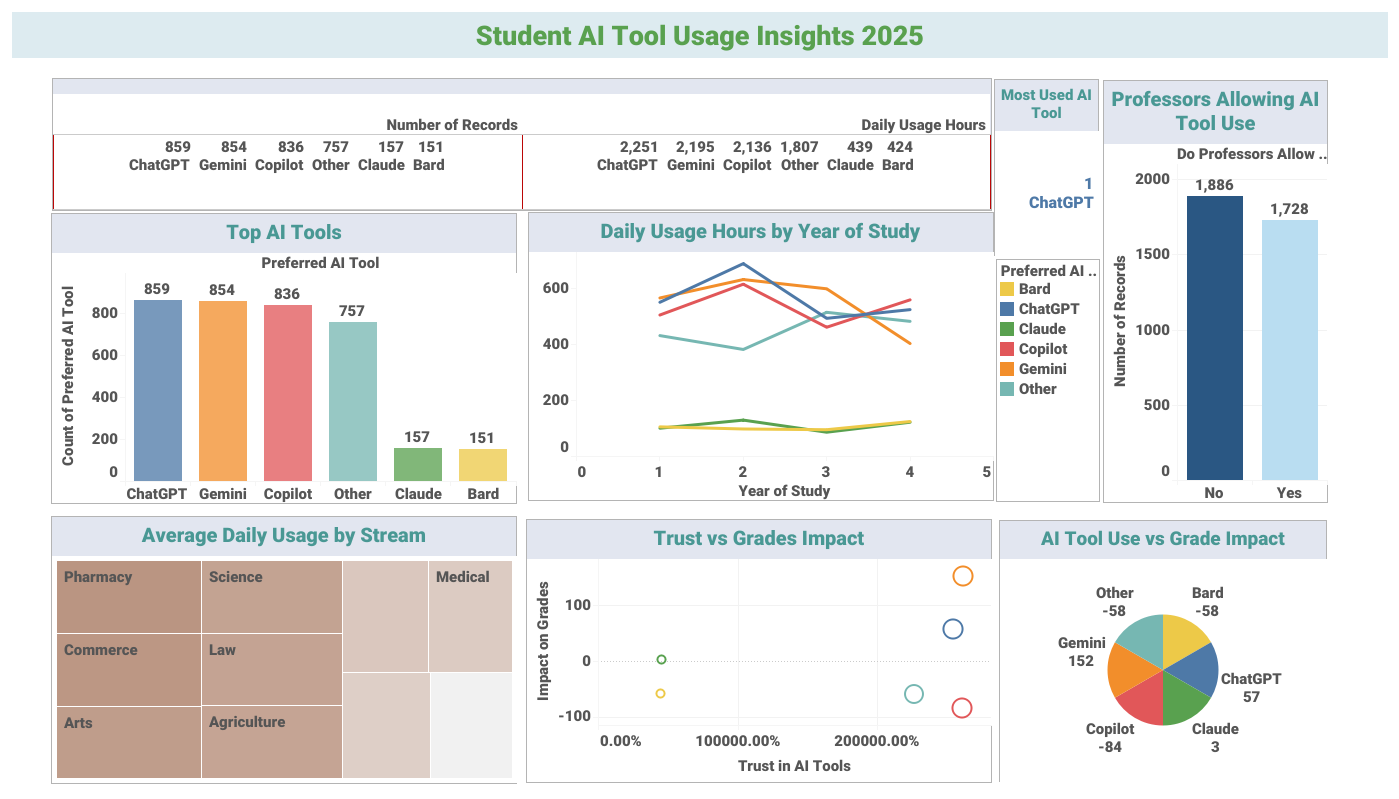 Student AI Tool Usage Insights 2025
Number of Records
Daily Usage Hours
859 854 836 757 157 151
ChatGPT Gemini Copilot Other Claude Bard
2,251 2,195 2,136 1,807 439 424
ChatGPT Gemini Copilot Other Claude Bard
Most Used AI
Tool
1
ChatGPT
Professors Allowing AI
Tool Use
Do Professors Allow ..
Number of Records
2000
1500
1000
500
0
1,886
1,728
No Yes
Top AI Tools
Preferred AI Tool
Count of Preferred AI Tool
800
600
400
200
0
859
854
836
757
157
151
ChatGPT Gemini Copilot Other Claude Bard
Daily Usage Hours by Year of Study
600
400
200
0
0 1 2 3 4 5
Year of Study
Preferred AI ..
Bard
ChatGPT
Claude
Copilot
Gemini
Other
Average Daily Usage by Stream
Pharmacy
Science
Medical
Commerce
Law
Arts
Agriculture
Trust vs Grades Impact
Impact on Grades
100
0
-100
0.00% 100000.00% 200000.00%
Trust in AI Tools
AI Tool Use vs Grade Impact
Other
-58
Bard
-58
Gemini
152
ChatGPT
57
Copilot
-84
Claude
3